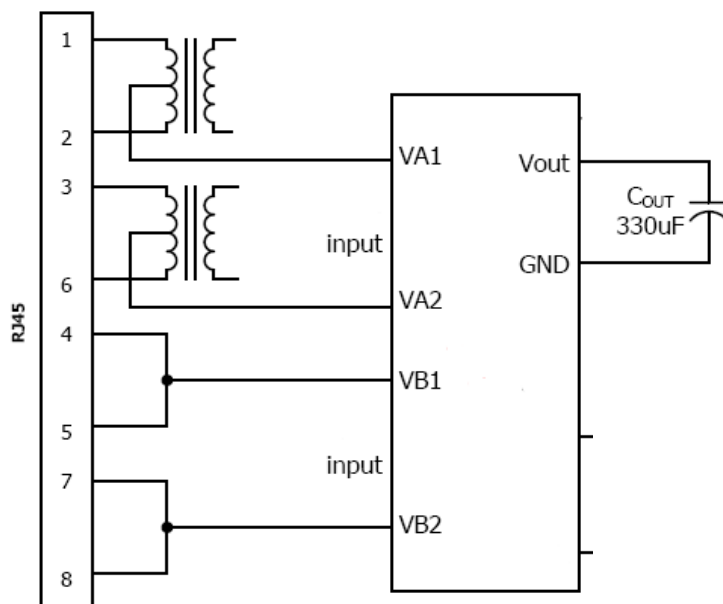 RJ45
1
2
3
6
4
5
7
8
VA1
input
VA2
VB1
input
VB2
Vout
GND
COUT
330uF